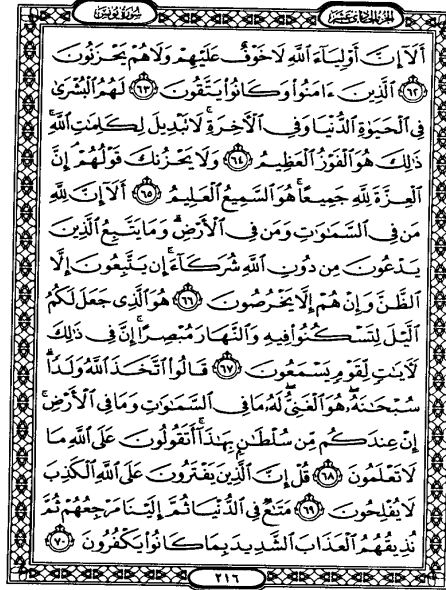 سورة يونس
الجزء الحادى عشر
أَلَآ إِنَّ أَوْلِيَآءَ ٱللَّهِ لَا خَوْفٌ عَلَيْهِمْ وَلَا هُمْ يَحْزَنُونَ
٦٢ ٱلَّذِينَ ءَامَنُوا۟ وَكَانُوا۟ يَتَّقُونَ ٦٣ لَهُمُ ٱلْبُشْرَىٰ
فِى ٱلْحَيَوٰةِ ٱلدُّنْيَا وَفِى ٱلْأَخِرَةِ ۚ لَا تَبْدِيلَ لِكَلِمَٰتِ ٱللَّهِ ۚ
ذَٰلِكَ هُوَ ٱلْفَوْزُ ٱلْعَظِيمُ ٦٤ وَلَا يَحْزُنكَ قَوْلُهُمْ ۘ إِنَّ
ٱلْعِزَّةَ لِلَّهِ جَمِيعًا ۚ هُوَ ٱلسَّمِيعُ ٱلْعَلِيمُ ٦٥ أَلَآ إِنَّ لِلَّهِ
مَن فِى ٱلسَّمَٰوَٰتِ وَمَن فِى ٱلْأَرْضِ ۗ وَمَا يَتَّبِعُ ٱلَّذِينَ
يَدْعُونَ مِن دُونِ ٱللَّهِ شُرَكَآءَ ۚ إِن يَتَّبِعُونَ إِلَّا
ٱلظَّنَّ وَإِنْ هُمْ إِلَّا يَخْرُصُونَ ٦٦ هُوَ ٱلَّذِى جَعَلَ لَكُمُ
ٱلَّيْلَ لِتَسْكُنُوا۟ فِيهِ وَٱلنَّهَارَ مُبْصِرًا ۚ إِنَّ فِى ذَٰلِكَ
لَأٓيَٰتٍ لِّقَوْمٍ يَسْمَعُونَ ٦٧ قَالُوا۟ ٱتَّخَذَ ٱللَّهُ وَلَدًا ۗ
سُبْحَٰنَهُۥ ۖ هُوَ ٱلْغَنِىُّ ۖ لَهُۥ مَا فِى ٱلسَّمَٰوَٰتِ وَمَا فِى ٱلْأَرْضِ ۚ
إِنْ عِندَكُم مِّن سُلْطَٰنٍۭ بِهَٰذَآ ۚ أَتَقُولُونَ عَلَى ٱللَّهِ مَا
لَا تَعْلَمُونَ ٦٨ قُلْ إِنَّ ٱلَّذِينَ يَفْتَرُونَ عَلَى ٱللَّهِ ٱلْكَذِبَ
لَا يُفْلِحُونَ ٦٩ مَتَٰعٌ فِى ٱلدُّنْيَا ثُمَّ إِلَيْنَا مَرْجِعُهُمْ ثُمَّ
نُذِيقُهُمُ ٱلْعَذَابَ ٱلشَّدِيدَ بِمَا كَانُوا۟ يَكْفُرُونَ ٧٠
٢١٦